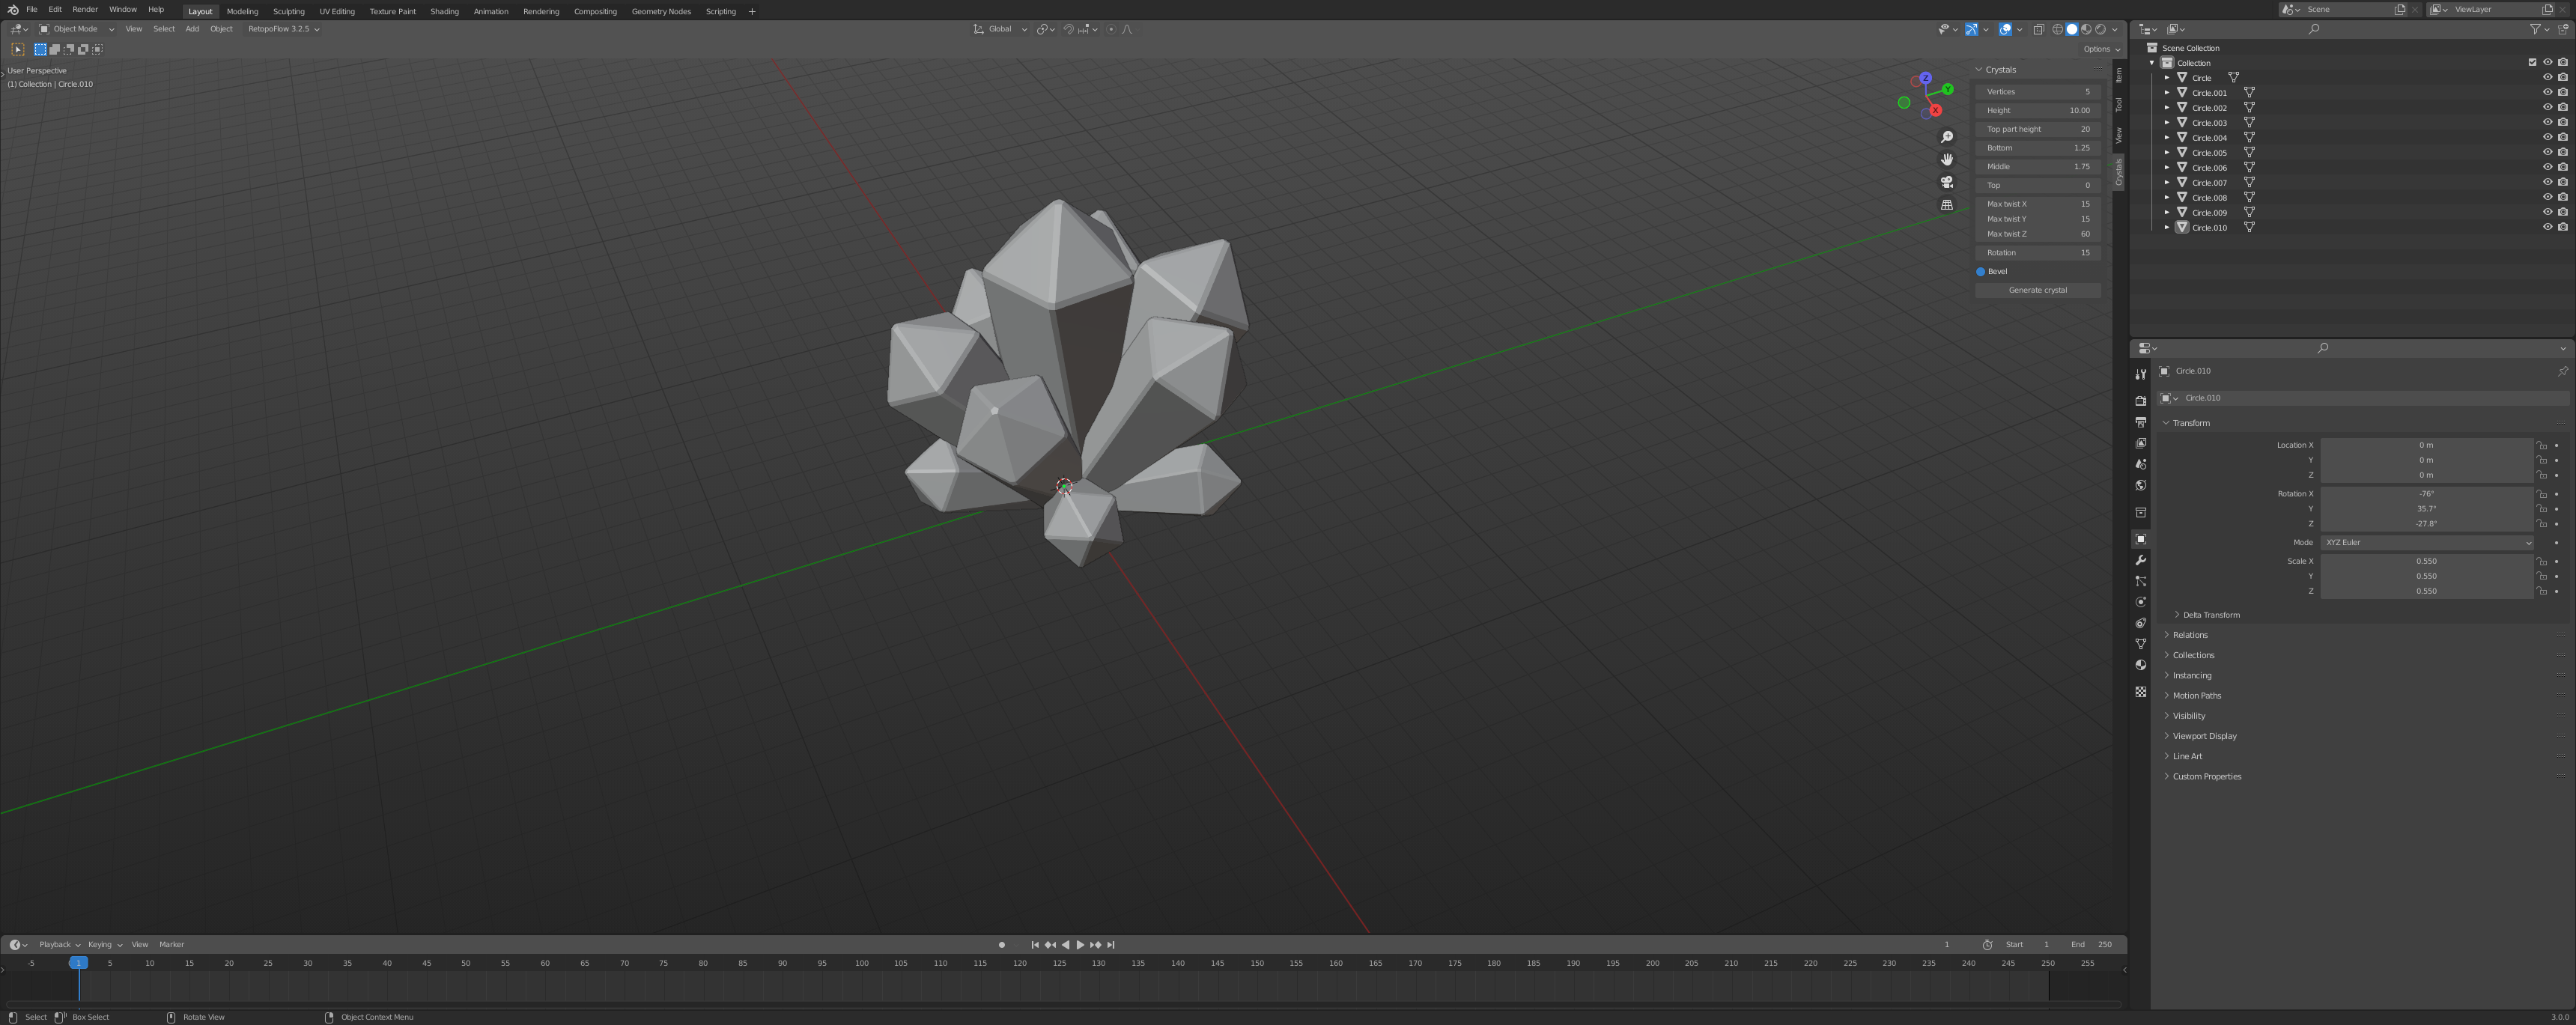 File Edit Render Window Help Layout Modeling Sculpting UV Editing Texture Paint Shading Animation Rendering Compositing Geometry Nodes Scripting + Scene ViewLayer
Object Mode View Select Add Object RetopoFlow 3.2.5 Global
Options
User Perspective
(1) Collection | Circle.010
Z
Y
X
Crystals
Vertices 5
Height 10.00
Top part height 20
Bottom 1.25
Middle 1.75
Top 0
Max twist X 15
Max twist Y 15
Max twist Z 60
Rotation 15
Bevel
Generate crystal
Item
Tool
View
Crystals
Scene Collection
Collection
Circle
Circle.001
Circle.002
Circle.003
Circle.004
Circle.005
Circle.006
Circle.007
Circle.008
Circle.009
Circle.010
Circle.010
Circle.010
Transform
Location X 0 m
Y 0 m
Z 0 m
Rotation X -76°
Y 35.7°
Z -27.8°
Mode XYZ Euler
Scale X 0.550
Y 0.550
Z 0.550
Delta Transform
Relations
Collections
Instancing
Motion Paths
Visibility
Viewport Display
Line Art
Custom Properties
Playback Keying View Marker 1 Start 1 End 250
-5 1 5 10 15 20 25 30 35 40 45 50 55 60 65 70 75 80 85 90 95 100 105 110 115 120 125 130 135 140 145 150 155 160 165 170 175 180 185 190 195 200 205 210 215 220 225 230 235 240 245 250 255
Select Box Select Rotate View Object Context Menu 3.0.0